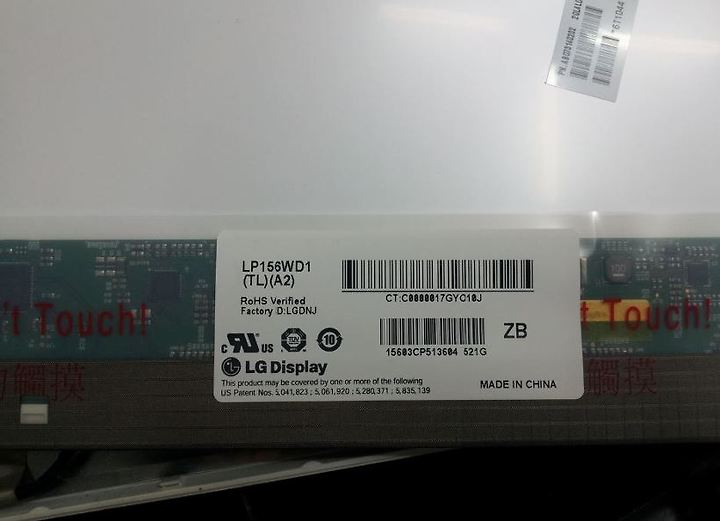 LP156WD1
(TL)(A2)
RoHS Verified
Factory D:LGDNJ
CT:C0000017GYC10J
15603CP513604 521G
ZB
c US
10
LG Display
This product may be covered by one or more of the following
US Patent Nos. 5,041,823 ; 5,061,920 ; 5,280,371 ; 5,835,139
MADE IN CHINA
't Touch!
t Touch!
觸摸
觸摸